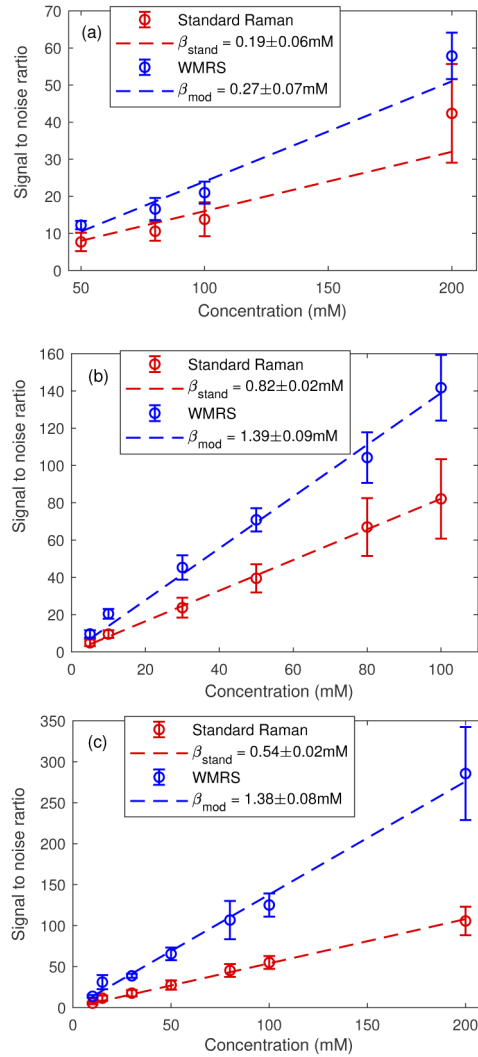 (a)
Standard Raman
β_stand = 0.19±0.06mM
WMRS
β_mod = 0.27±0.07mM
Signal to noise rartio
70
60
50
40
30
20
10
0
50 100 150 200
Concentration (mM)
(b)
Standard Raman
β_stand = 0.82±0.02mM
WMRS
β_mod = 1.39±0.09mM
Signal to noise rartio
160
140
120
100
80
60
40
20
0
0 20 40 60 80 100
Concentration (mM)
(c)
Standard Raman
β_stand = 0.54±0.02mM
WMRS
β_mod = 1.38±0.08mM
Signal to noise rartio
350
300
250
200
150
100
50
0
0 50 100 150 200
Concentration (mM)